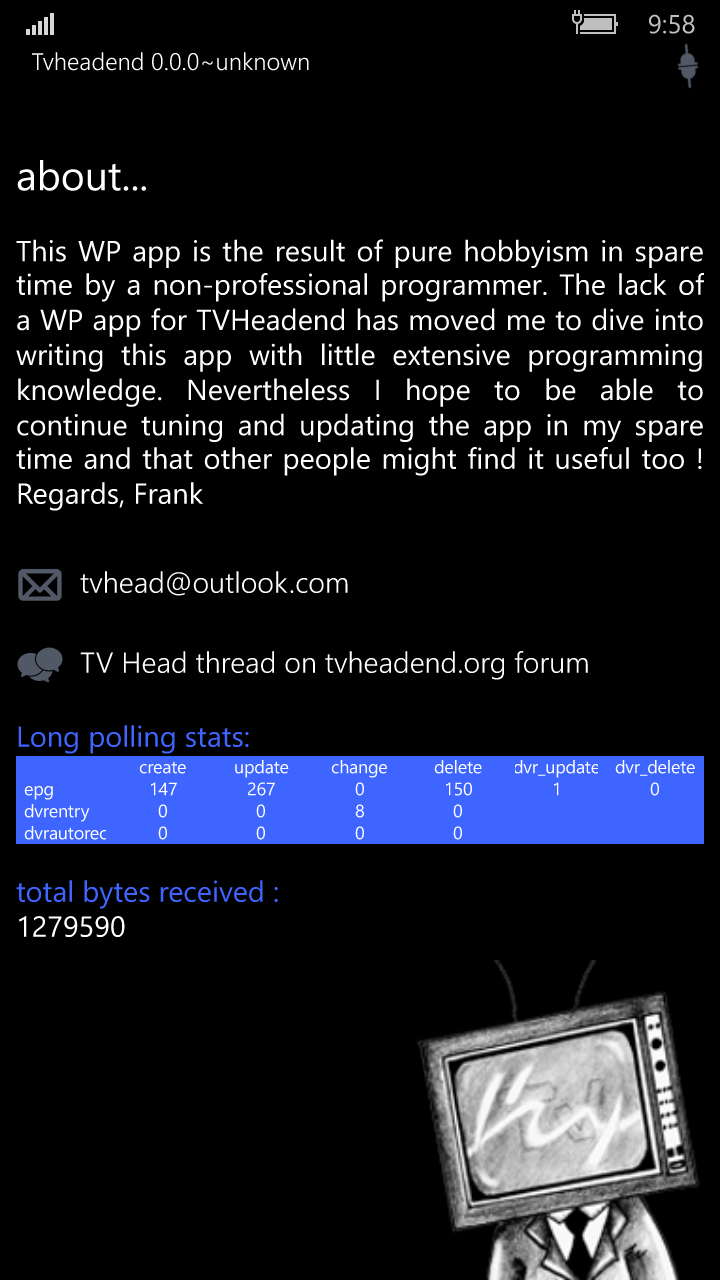 9:58
Tvheadend 0.0.0~unknown
about...
This WP app is the result of pure hobbyism in spare
time by a non-professional programmer. The lack of
a WP app for TVHeadend has moved me to dive into
writing this app with little extensive programming
knowledge. Nevertheless I hope to be able to
continue tuning and updating the app in my spare
time and that other people might find it useful too !
Regards, Frank
tvhead@outlook.com
TV Head thread on tvheadend.org forum
Long polling stats:
create update change delete dvr_update dvr_delete
epg 147 267 0 150 1 0
dvrentry 0 0 8 0
dvrautorec 0 0 0 0
total bytes received :
1279590